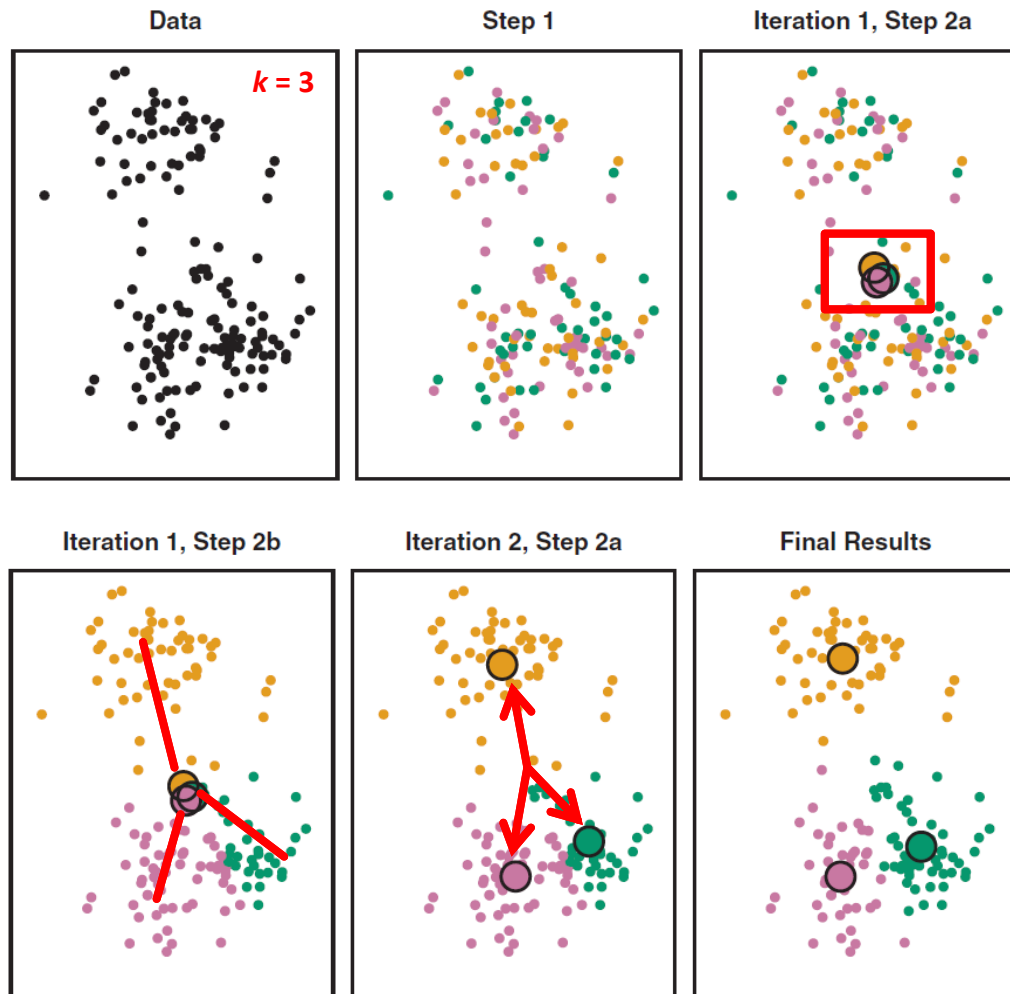 Data
Step 1
Iteration 1, Step 2a
k = 3
Iteration 1, Step 2b
Iteration 2, Step 2a
Final Results